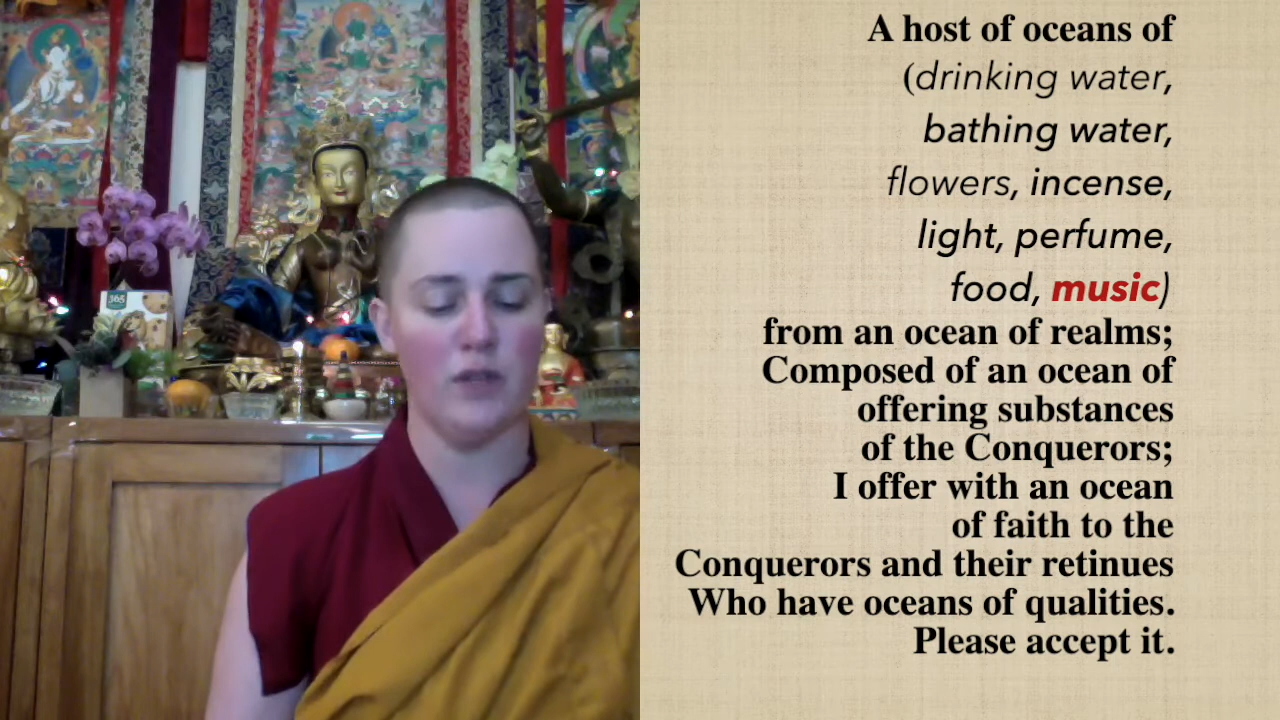 A host of oceans of
(drinking water,
bathing water,
flowers, incense,
light, perfume,
food, music)
from an ocean of realms;
Composed of an ocean of
offering substances
of the Conquerors;
I offer with an ocean
of faith to the
Conquerors and their retinues
Who have oceans of qualities.
Please accept it.
365